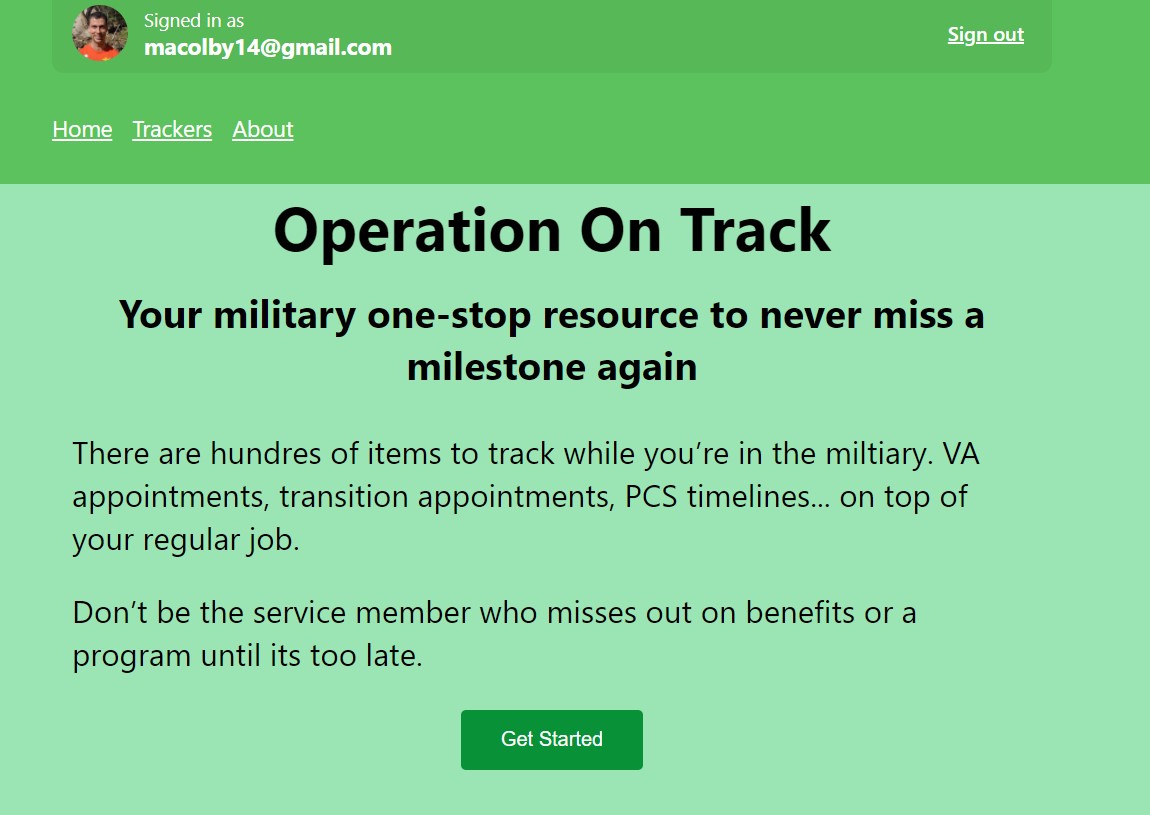 Signed in as
macolby14@gmail.com
Sign out
Home Trackers About
Operation On Track
Your military one-stop resource to never miss a
milestone again
There are hundres of items to track while you’re in the miltiary. VA
appointments, transition appointments, PCS timelines... on top of
your regular job.
Don’t be the service member who misses out on benefits or a
program until its too late.
Get Started